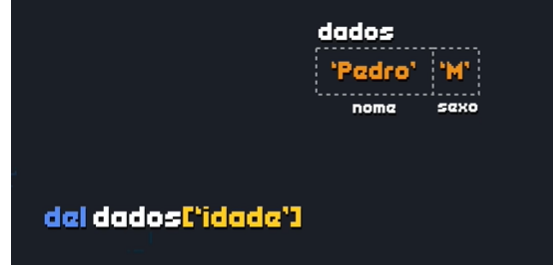 dados
‘Pedro’ ‘M’
nome sexo
del dados[‘idade’]